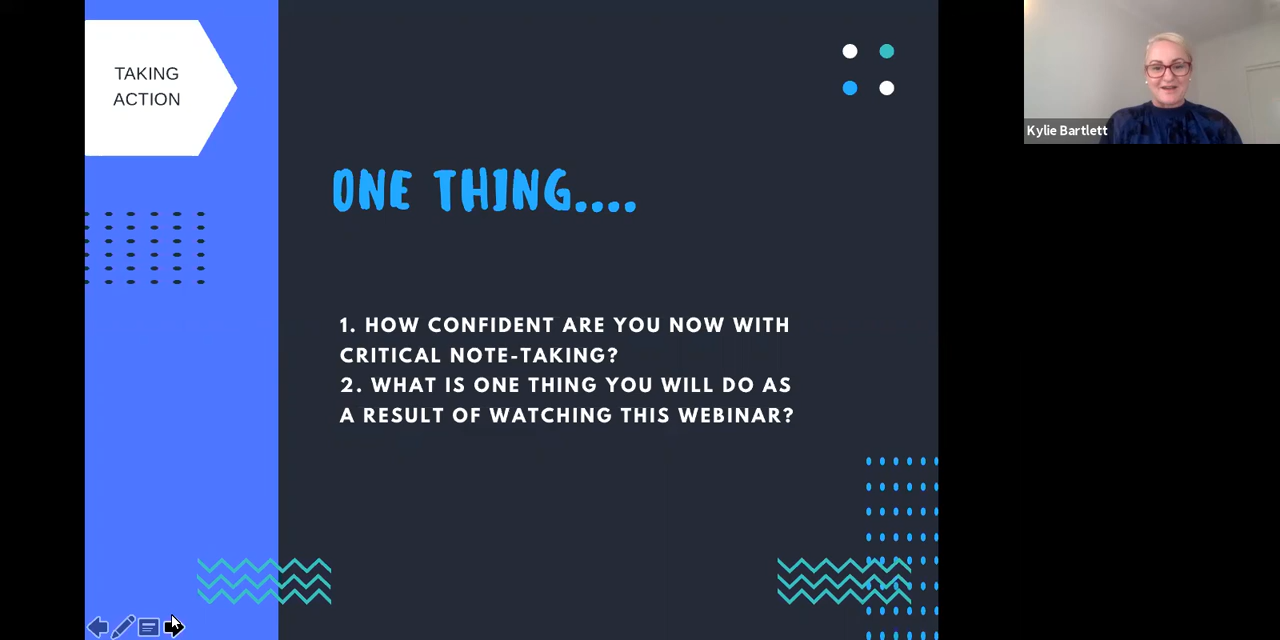 TAKING
ACTION
ONE THING....
1. HOW CONFIDENT ARE YOU NOW WITH
CRITICAL NOTE-TAKING?
2. WHAT IS ONE THING YOU WILL DO AS
A RESULT OF WATCHING THIS WEBINAR?
Kylie Bartlett